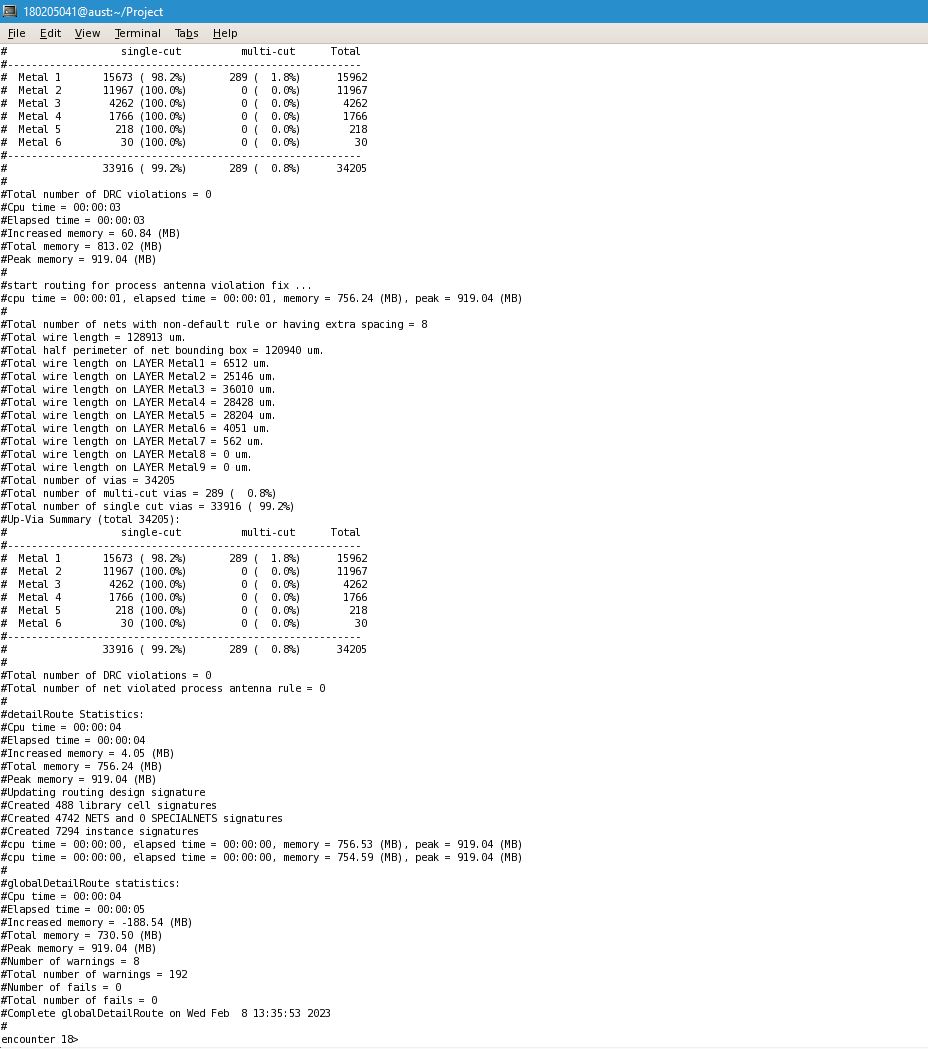 180205041@aust:~/Project
File Edit View Terminal Tabs Help
#                   single-cut          multi-cut      Total
#-----------------------------------------------------------
#  Metal 1       15673 ( 98.2%)       289 (  1.8%)     15962
#  Metal 2       11967 (100.0%)         0 (  0.0%)     11967
#  Metal 3        4262 (100.0%)         0 (  0.0%)      4262
#  Metal 4        1766 (100.0%)         0 (  0.0%)      1766
#  Metal 5         218 (100.0%)         0 (  0.0%)       218
#  Metal 6          30 (100.0%)         0 (  0.0%)        30
#-----------------------------------------------------------
#                33916 ( 99.2%)       289 (  0.8%)     34205
#
#Total number of DRC violations = 0
#Cpu time = 00:00:03
#Elapsed time = 00:00:03
#Increased memory = 60.84 (MB)
#Total memory = 813.02 (MB)
#Peak memory = 919.04 (MB)
#
#start routing for process antenna violation fix ...
#cpu time = 00:00:01, elapsed time = 00:00:01, memory = 756.24 (MB), peak = 919.04 (MB)
#
#Total number of nets with non-default rule or having extra spacing = 8
#Total wire length = 128913 um.
#Total half perimeter of net bounding box = 120940 um.
#Total wire length on LAYER Metal1 = 6512 um.
#Total wire length on LAYER Metal2 = 25146 um.
#Total wire length on LAYER Metal3 = 36010 um.
#Total wire length on LAYER Metal4 = 28428 um.
#Total wire length on LAYER Metal5 = 28204 um.
#Total wire length on LAYER Metal6 = 4051 um.
#Total wire length on LAYER Metal7 = 562 um.
#Total wire length on LAYER Metal8 = 0 um.
#Total wire length on LAYER Metal9 = 0 um.
#Total number of vias = 34205
#Total number of multi-cut vias = 289 (  0.8%)
#Total number of single cut vias = 33916 ( 99.2%)
#Up-Via Summary (total 34205):
#                   single-cut          multi-cut      Total
#-----------------------------------------------------------
#  Metal 1       15673 ( 98.2%)       289 (  1.8%)     15962
#  Metal 2       11967 (100.0%)         0 (  0.0%)     11967
#  Metal 3        4262 (100.0%)         0 (  0.0%)      4262
#  Metal 4        1766 (100.0%)         0 (  0.0%)      1766
#  Metal 5         218 (100.0%)         0 (  0.0%)       218
#  Metal 6          30 (100.0%)         0 (  0.0%)        30
#-----------------------------------------------------------
#                33916 ( 99.2%)       289 (  0.8%)     34205
#
#Total number of DRC violations = 0
#Total number of net violated process antenna rule = 0
#
#detailRoute Statistics:
#Cpu time = 00:00:04
#Elapsed time = 00:00:04
#Increased memory = 4.05 (MB)
#Total memory = 756.24 (MB)
#Peak memory = 919.04 (MB)
#Updating routing design signature
#Created 488 library cell signatures
#Created 4742 NETS and 0 SPECIALNETS signatures
#Created 7294 instance signatures
#cpu time = 00:00:00, elapsed time = 00:00:00, memory = 756.53 (MB), peak = 919.04 (MB)
#cpu time = 00:00:00, elapsed time = 00:00:00, memory = 754.59 (MB), peak = 919.04 (MB)
#
#globalDetailRoute statistics:
#Cpu time = 00:00:04
#Elapsed time = 00:00:05
#Increased memory = -188.54 (MB)
#Total memory = 730.50 (MB)
#Peak memory = 919.04 (MB)
#Number of warnings = 8
#Total number of warnings = 192
#Number of fails = 0
#Total number of fails = 0
#Complete globalDetailRoute on Wed Feb  8 13:35:53 2023
#
encounter 18>